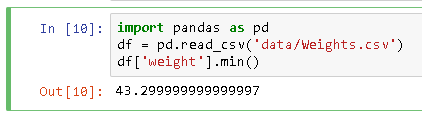 In [10]: import pandas as pd
df = pd.read_csv('data/Weights.csv')
df['weight'].min()
Out[10]: 43.299999999999997